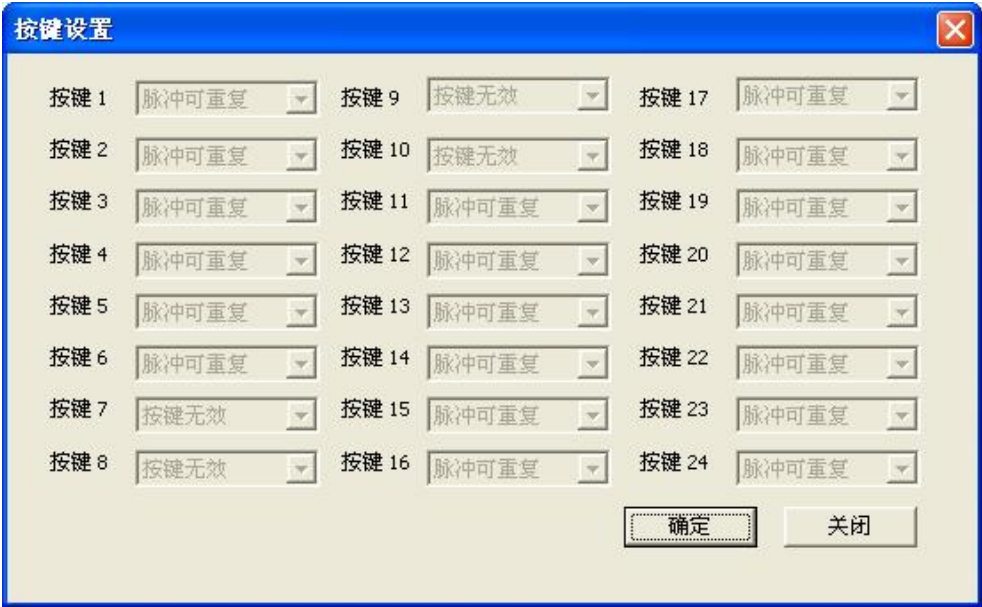 按键设置
按键 1 脉冲可重复 按键 9 按键无效 按键 17 脉冲可重复
按键 2 脉冲可重复 按键 10 按键无效 按键 18 脉冲可重复
按键 3 脉冲可重复 按键 11 脉冲可重复 按键 19 脉冲可重复
按键 4 脉冲可重复 按键 12 脉冲可重复 按键 20 脉冲可重复
按键 5 脉冲可重复 按键 13 脉冲可重复 按键 21 脉冲可重复
按键 6 脉冲可重复 按键 14 脉冲可重复 按键 22 脉冲可重复
按键 7 按键无效 按键 15 脉冲可重复 按键 23 脉冲可重复
按键 8 按键无效 按键 16 脉冲可重复 按键 24 脉冲可重复
确定 关闭